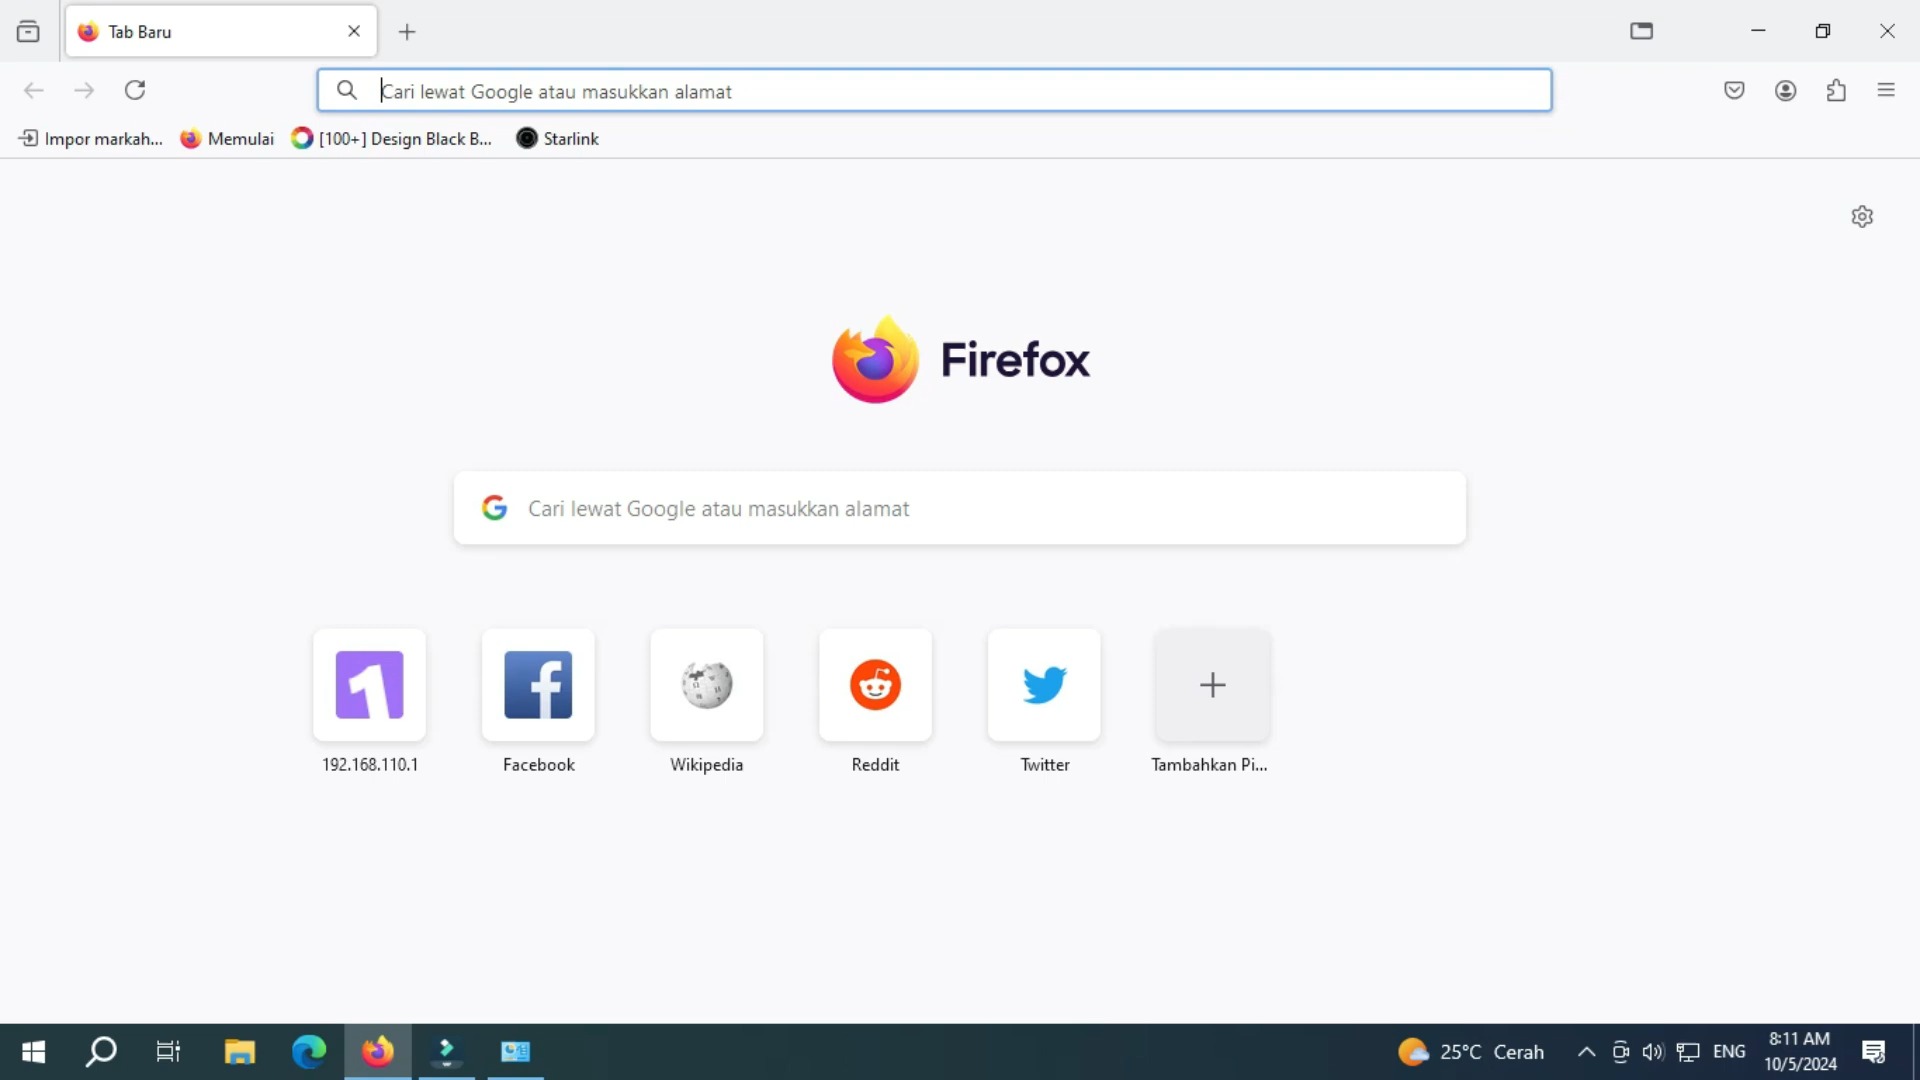 Tab Baru
Cari lewat Google atau masukkan alamat
Impor markah... Memulai [100+] Design Black B... Starlink
Firefox
Cari lewat Google atau masukkan alamat
192.168.110.1 Facebook Wikipedia Reddit Twitter Tambahkan Pi...
25°C Cerah ENG 8:11 AM
10/5/2024